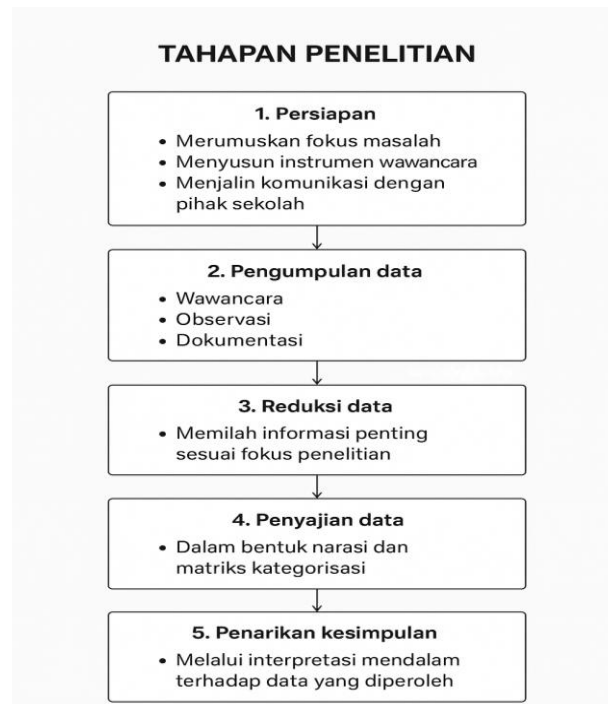 TAHAPAN PENELITIAN
1. Persiapan
• Merumuskan fokus masalah
• Menyusun instrumen wawancara
• Menjalin komunikasi dengan
pihak sekolah
2. Pengumpulan data
• Wawancara
• Observasi
• Dokumentasi
3. Reduksi data
• Memilah informasi penting
sesuai fokus penelitian
4. Penyajian data
• Dalam bentuk narasi dan
matriks kategorisasi
5. Penarikan kesimpulan
• Melalui interpretasi mendalam
terhadap data yang diperoleh